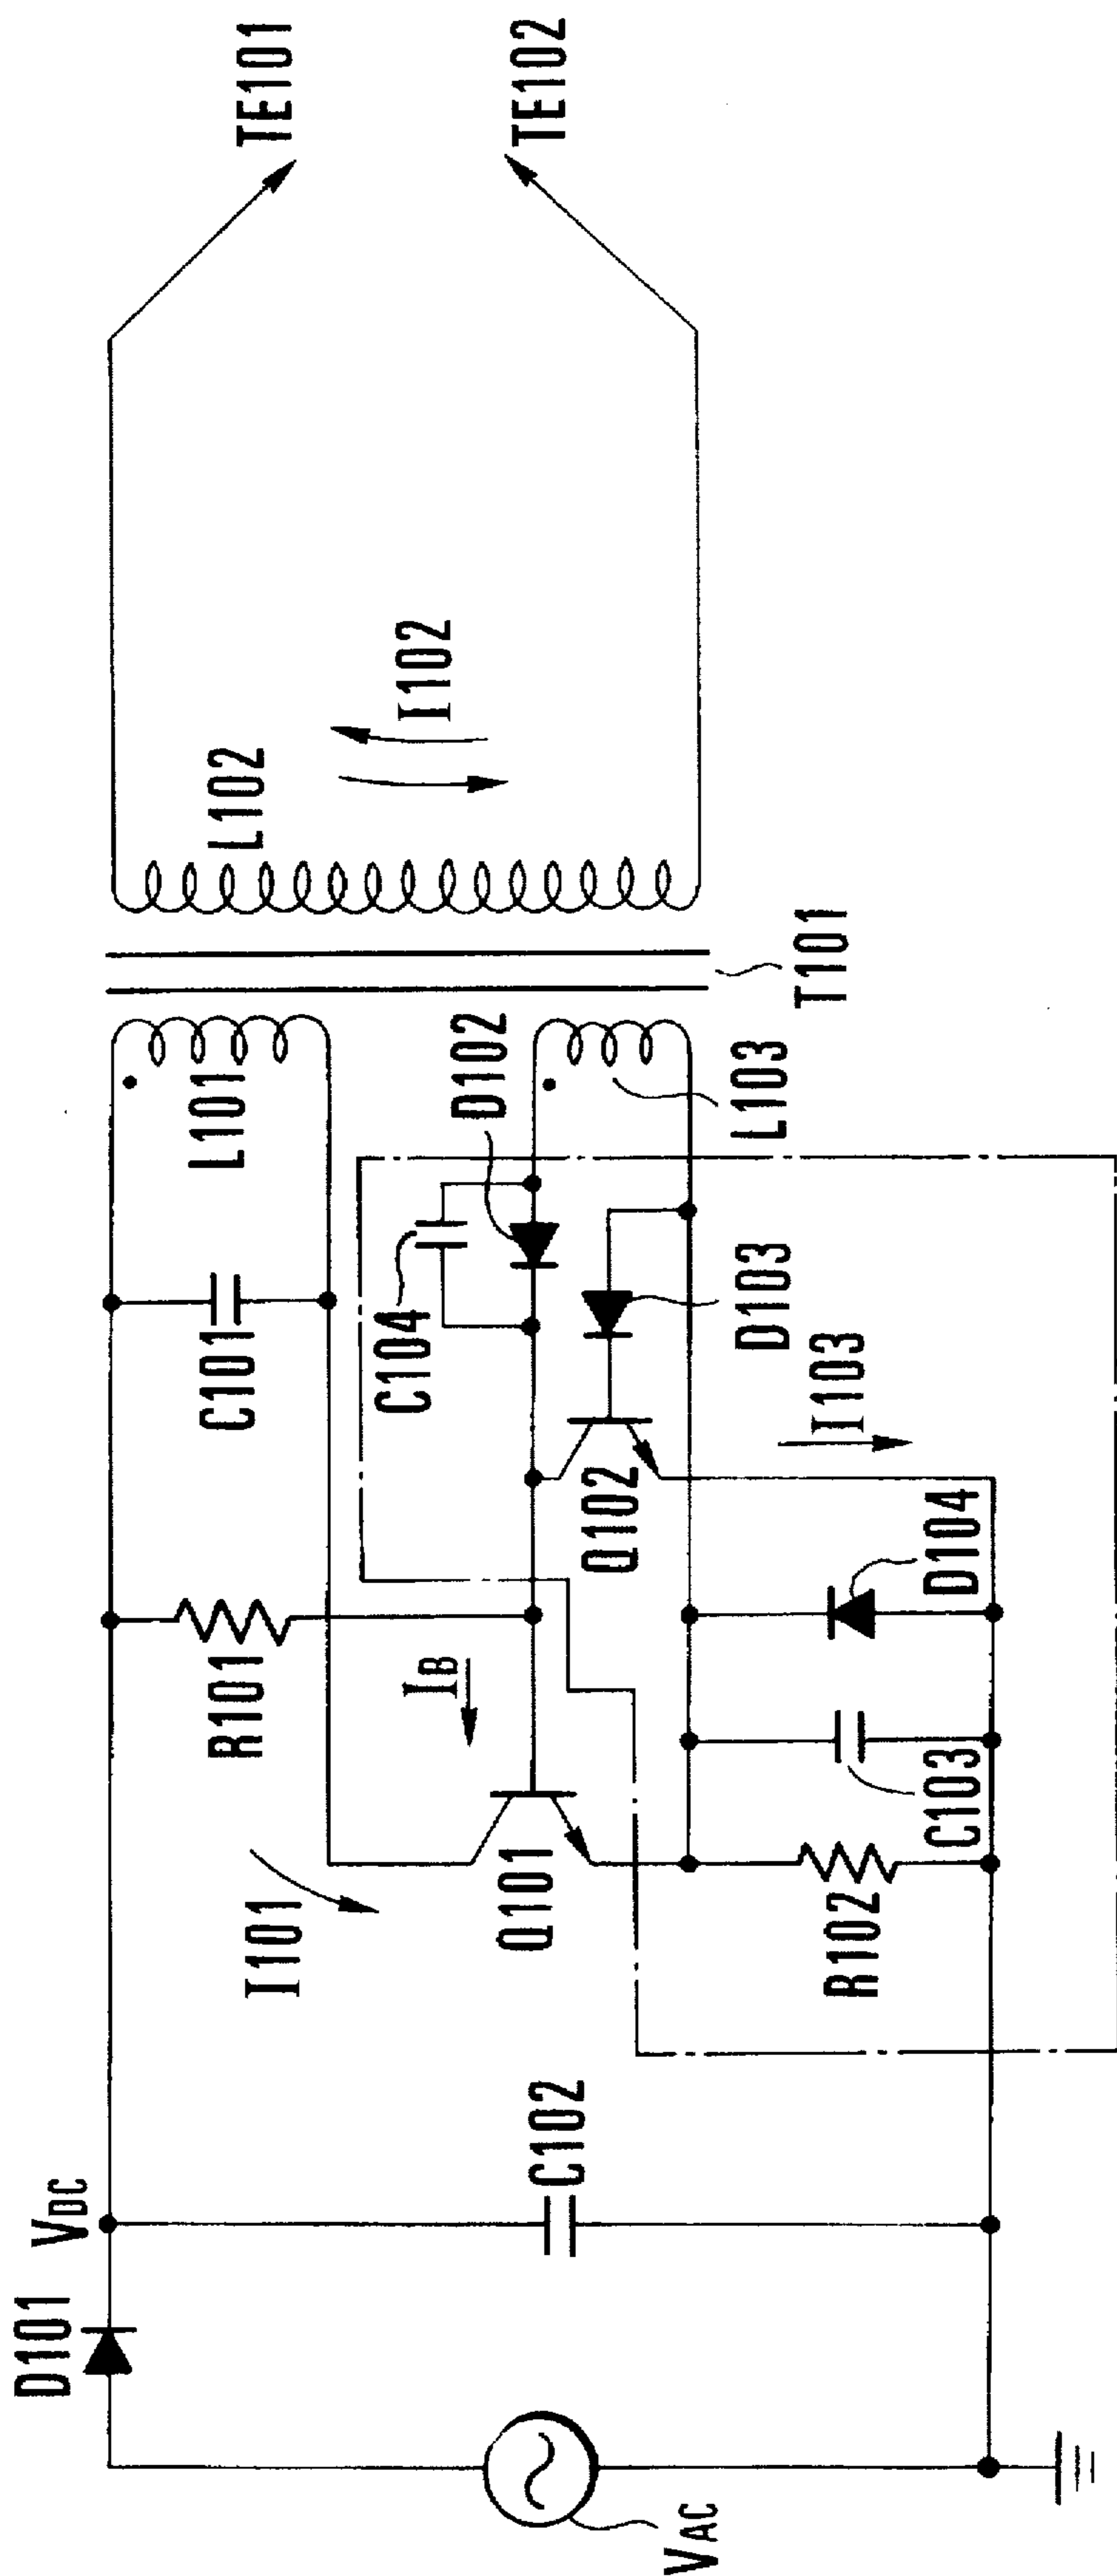 D101
VDC
VAC
C102
I101
Q101
R101
IB
R102
C103
D104
I103
Q102
D103
C101
C104
D102
L101
L103
T101
L102
I102
TE101
TE102